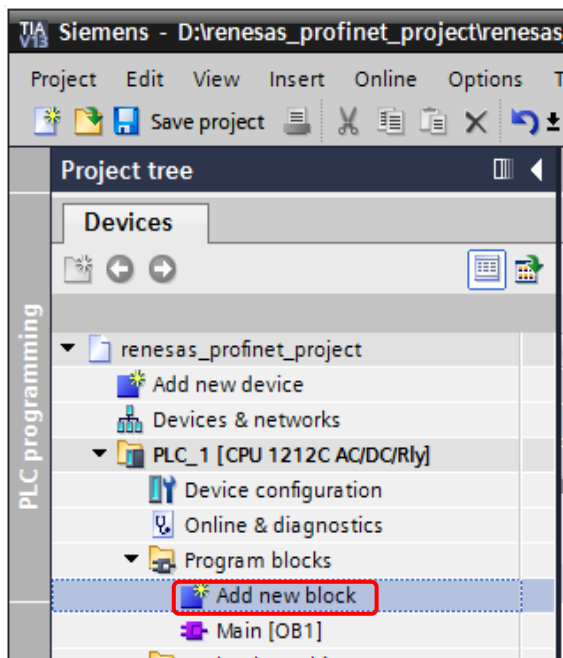 TIA
V13
Siemens - D:\renesas_profinet_project\renesas
Project Edit View Insert Online Options T
Save project
Project tree
Devices
PLC programming
renesas_profinet_project
Add new device
Devices & networks
PLC_1 [CPU 1212C AC/DC/Rly]
Device configuration
Online & diagnostics
Program blocks
Add new block
Main [OB1]